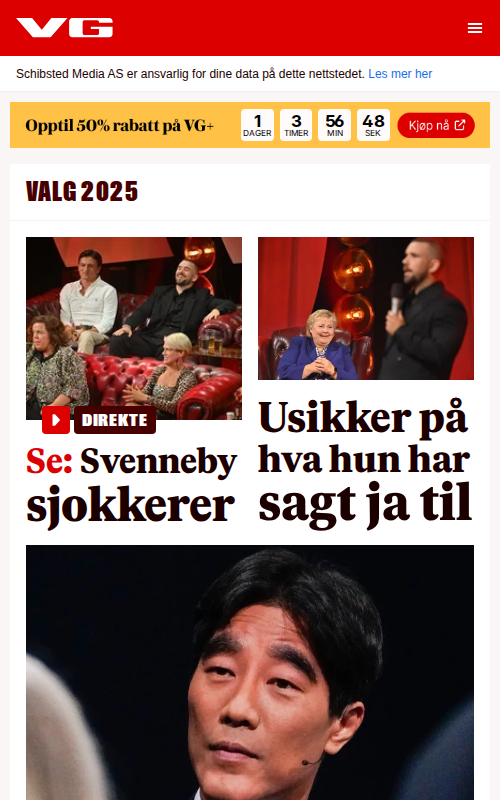 VG
Schibsted Media AS er ansvarlig for dine data på dette nettstedet. Les mer her
Opptil 50% rabatt på VG+
1 DAGER 3 TIMER 56 MIN 48 SEK
Kjøp nå
VALG 2025
DIREKTE
Se: Svenneby
sjokkerer
Usikker på
hva hun har
sagt ja til